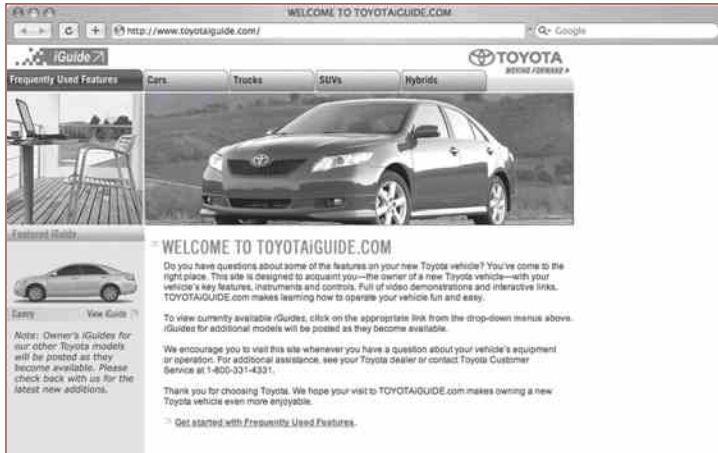 WELCOME TO TOYOTAiGUIDE.COM
http://www.toyotaiguide.com/
Google
iGuide
TOYOTA
MOVING FORWARD
Frequently Used Features
Cars
Trucks
SUVs
Hybrids
Featured iGuide
Camry
View Guide
Note: Owner's iGuides for
our other Toyota models
will be posted as they
become available. Please
check back with us for the
latest new additions.
WELCOME TO TOYOTAiGUIDE.COM
Do you have questions about some of the features on your new Toyota vehicle? You've come to the
right place. This site is designed to acquaint you—the owner of a new Toyota vehicle—with your
vehicle's key features, instruments and controls. Full of video demonstrations and interactive links,
TOYOTAiGUIDE.com makes learning how to operate your vehicle fun and easy.
To view currently available iGuides, click on the appropriate link from the drop-down menus above.
iGuides for additional models will be posted as they become available.
We encourage you to visit this site whenever you have a question about your vehicle's equipment
or operation. For additional assistance, see your Toyota dealer or contact Toyota Customer
Service at 1-800-331-4331.
Thank you for choosing Toyota. We hope your visit to TOYOTAiGUIDE.com makes owning a new
Toyota vehicle even more enjoyable.
Get started with Frequently Used Features.